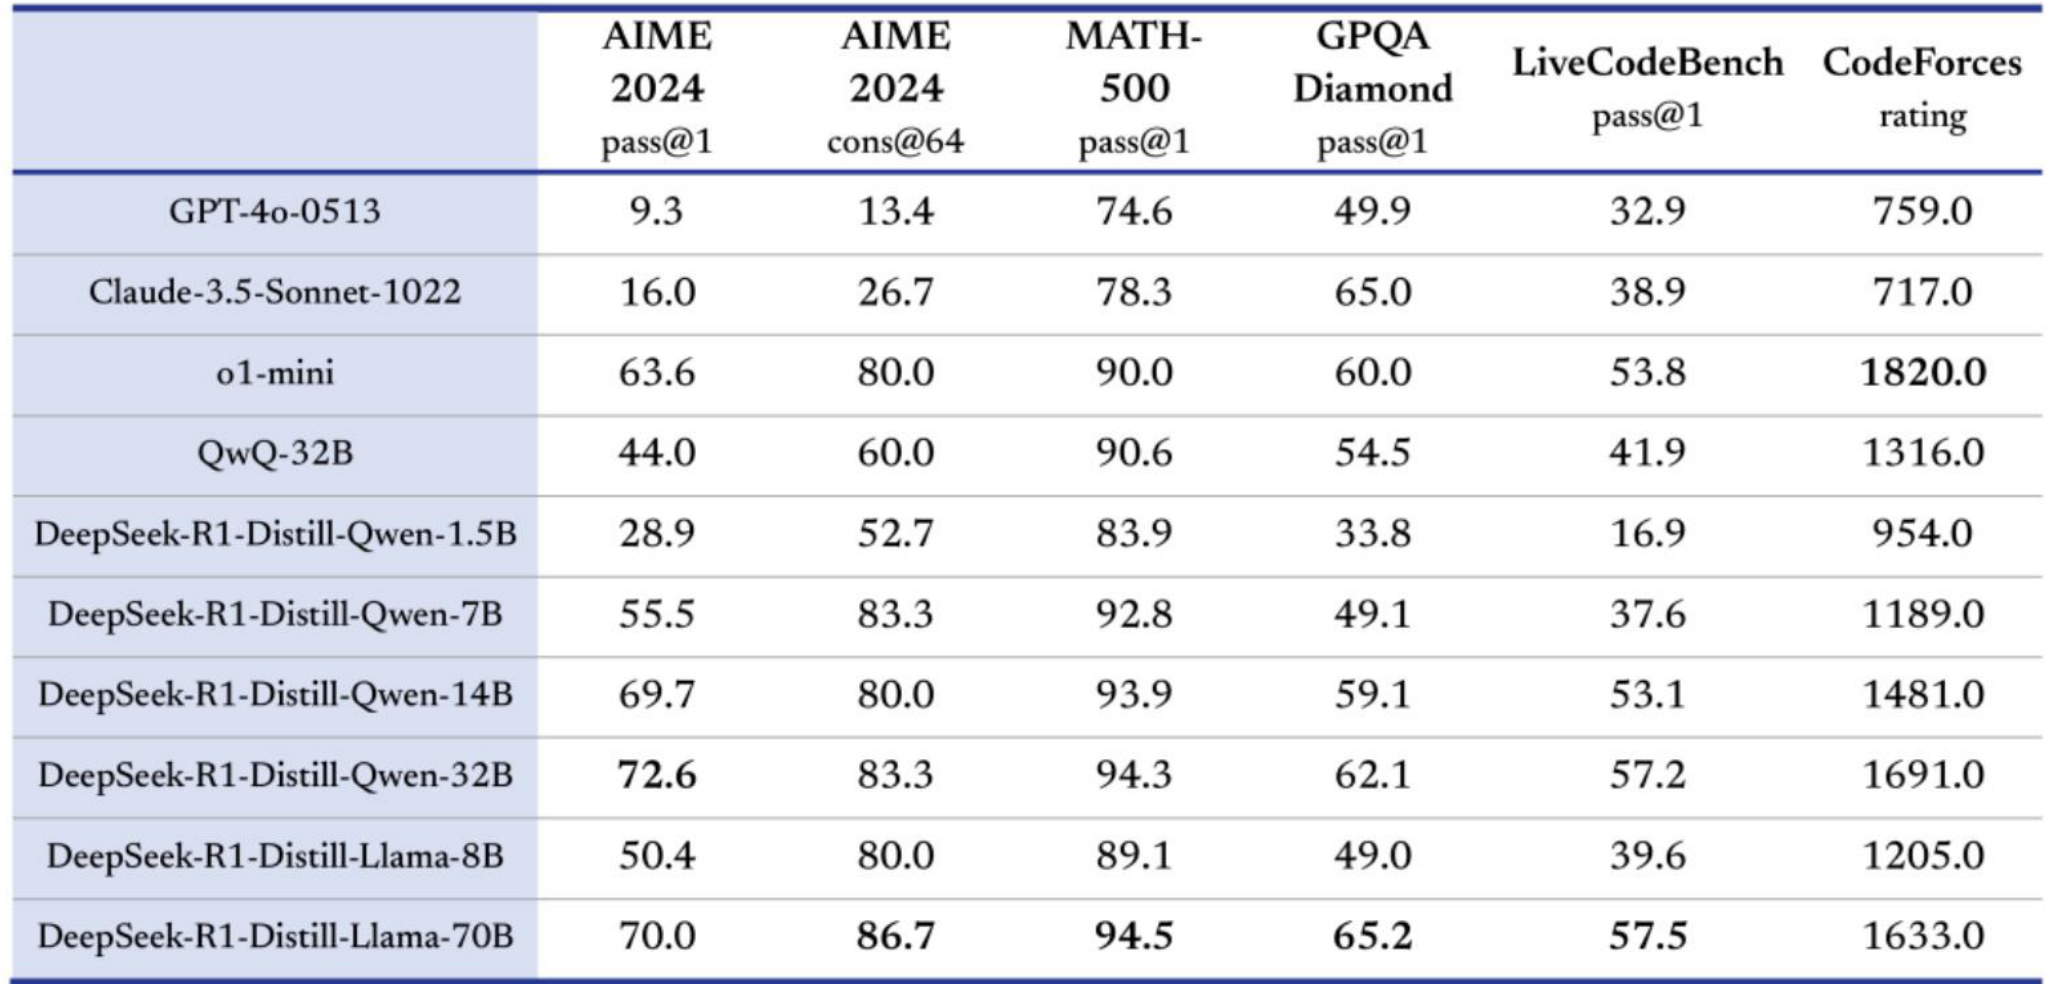 AIME 2024 pass@1 AIME 2024 cons@64 MATH-500 pass@1 GPQA Diamond pass@1 LiveCodeBench pass@1 CodeForces rating
GPT-4o-0513 9.3 13.4 74.6 49.9 32.9 759.0
Claude-3.5-Sonnet-1022 16.0 26.7 78.3 65.0 38.9 717.0
o1-mini 63.6 80.0 90.0 60.0 53.8 1820.0
QwQ-32B 44.0 60.0 90.6 54.5 41.9 1316.0
DeepSeek-R1-Distill-Qwen-1.5B 28.9 52.7 83.9 33.8 16.9 954.0
DeepSeek-R1-Distill-Qwen-7B 55.5 83.3 92.8 49.1 37.6 1189.0
DeepSeek-R1-Distill-Qwen-14B 69.7 80.0 93.9 59.1 53.1 1481.0
DeepSeek-R1-Distill-Qwen-32B 72.6 83.3 94.3 62.1 57.2 1691.0
DeepSeek-R1-Distill-Llama-8B 50.4 80.0 89.1 49.0 39.6 1205.0
DeepSeek-R1-Distill-Llama-70B 70.0 86.7 94.5 65.2 57.5 1633.0